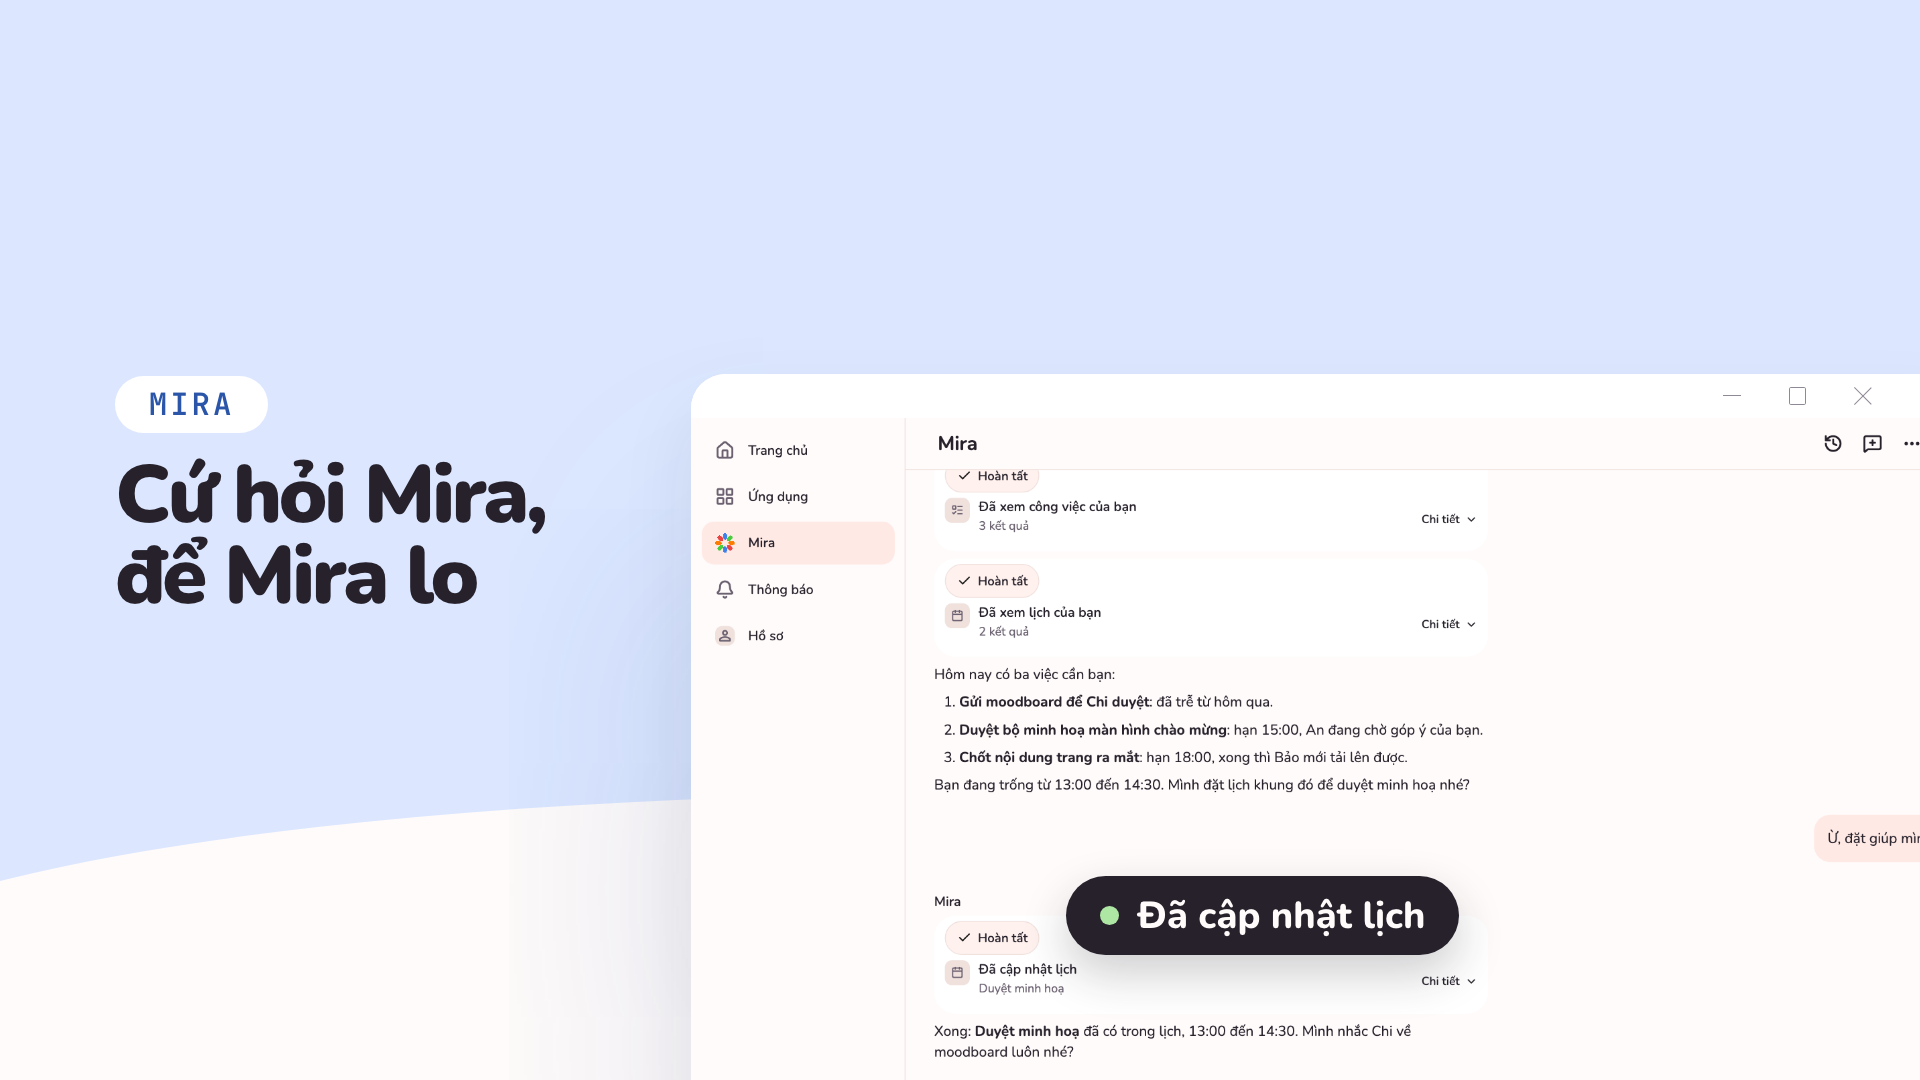 MIRA
Cứ hỏi Mira,
để Mira lo
Trang chủ
Ứng dụng
Mira
Thông báo
Hồ sơ
Mira
Hoàn tất
Đã xem công việc của bạn
3 kết quả
Chi tiết
Hoàn tất
Đã xem lịch của bạn
2 kết quả
Chi tiết
Hôm nay có ba việc cần bạn:
1. Gửi moodboard để Chi duyệt: đã trễ từ hôm qua.
2. Duyệt bộ minh hoạ màn hình chào mừng: hạn 15:00, An đang chờ góp ý của bạn.
3. Chốt nội dung trang ra mắt: hạn 18:00, xong thì Bảo mới tải lên được.
Bạn đang trống từ 13:00 đến 14:30. Mình đặt lịch khung đó để duyệt minh hoạ nhé?
Ừ, đặt giúp
Mira
Đã cập nhật lịch
Hoàn tất
Đã cập nhật lịch
Duyệt minh hoạ
Chi tiết
Xong: Duyệt minh hoạ đã có trong lịch, 13:00 đến 14:30. Mình nhắc Chi về
moodboard luôn nhé?